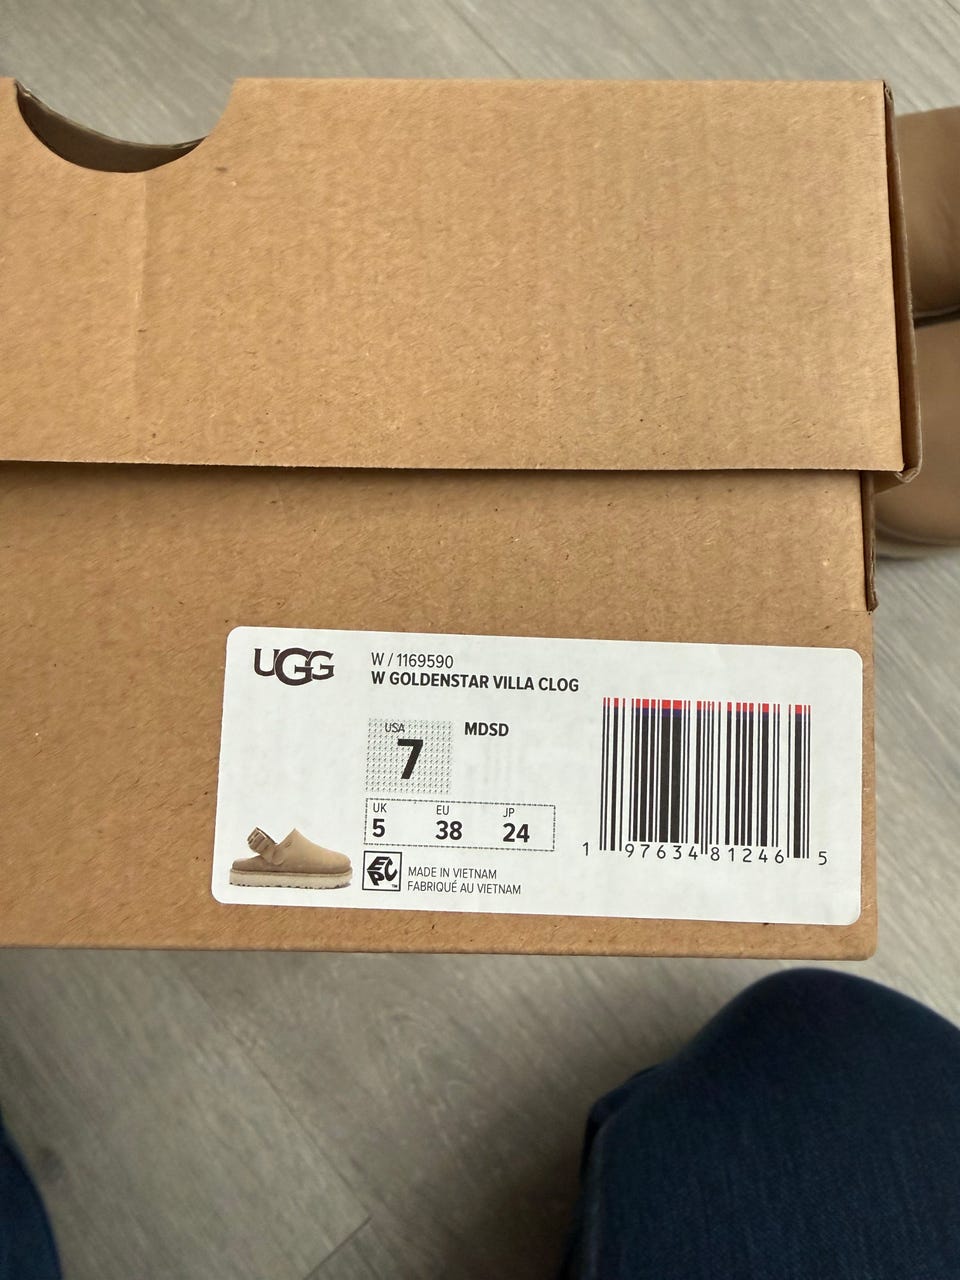 UGG
W / 1169590
W GOLDENSTAR VILLA CLOG
USA
7
MDSD
UK EU JP
5 38 24
EPC™
MADE IN VIETNAM
FABRIQUÉ AU VIETNAM
1 97634 81246 5